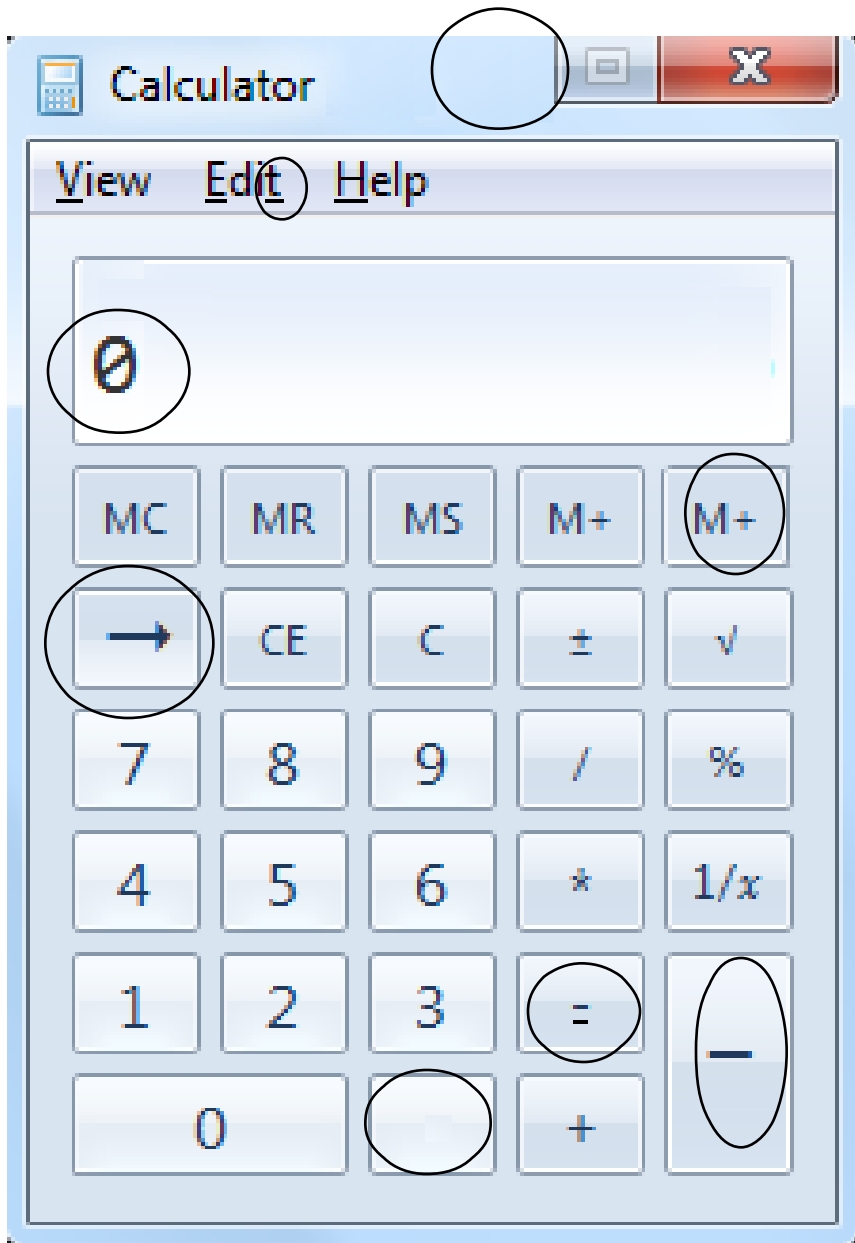 Calculator
View Edit Help
0
MC MR MS M+ M+
→ CE C ± √
7 8 9 / %
4 5 6 * 1/x
1 2 3 = −
0 +